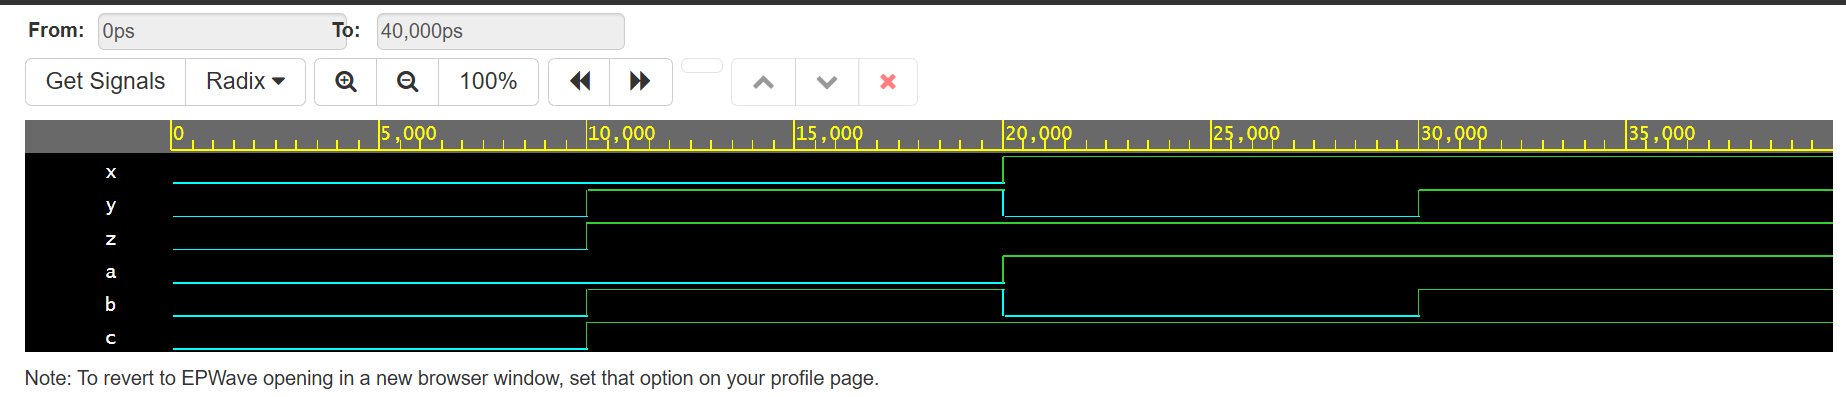 From: 0ps To: 40,000ps
Get Signals Radix 100%
0 5,000 10,000 15,000 20,000 25,000 30,000 35,000
x
y
z
a
b
c
Note: To revert to EPWave opening in a new browser window, set that option on your profile page.